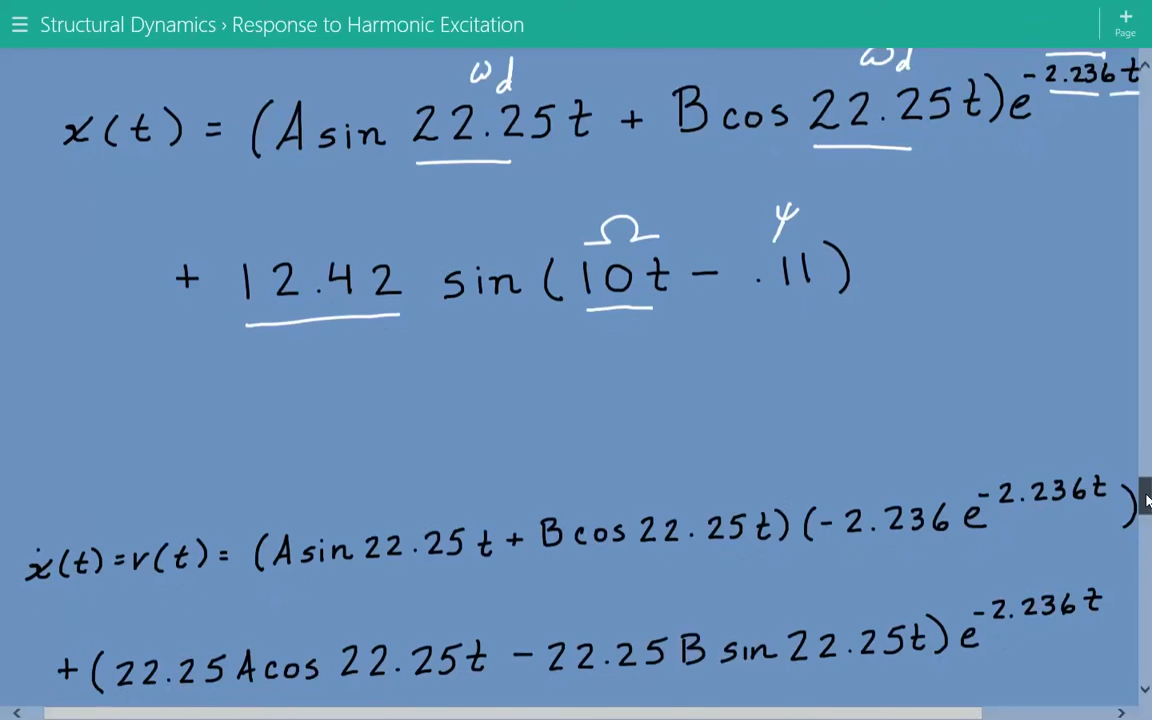 Structural Dynamics › Response to Harmonic Excitation
Page
ωd ωd
x(t) = (A sin 22.25t + B cos 22.25t)e^-2.236t
Ω ψ
+ 12.42 sin(10t - .11)
ẋ(t)=v(t)= (A sin 22.25t + B cos 22.25t)(-2.236e^-2.236t)
+(22.25A cos 22.25t - 22.25B sin 22.25t)e^-2.236t